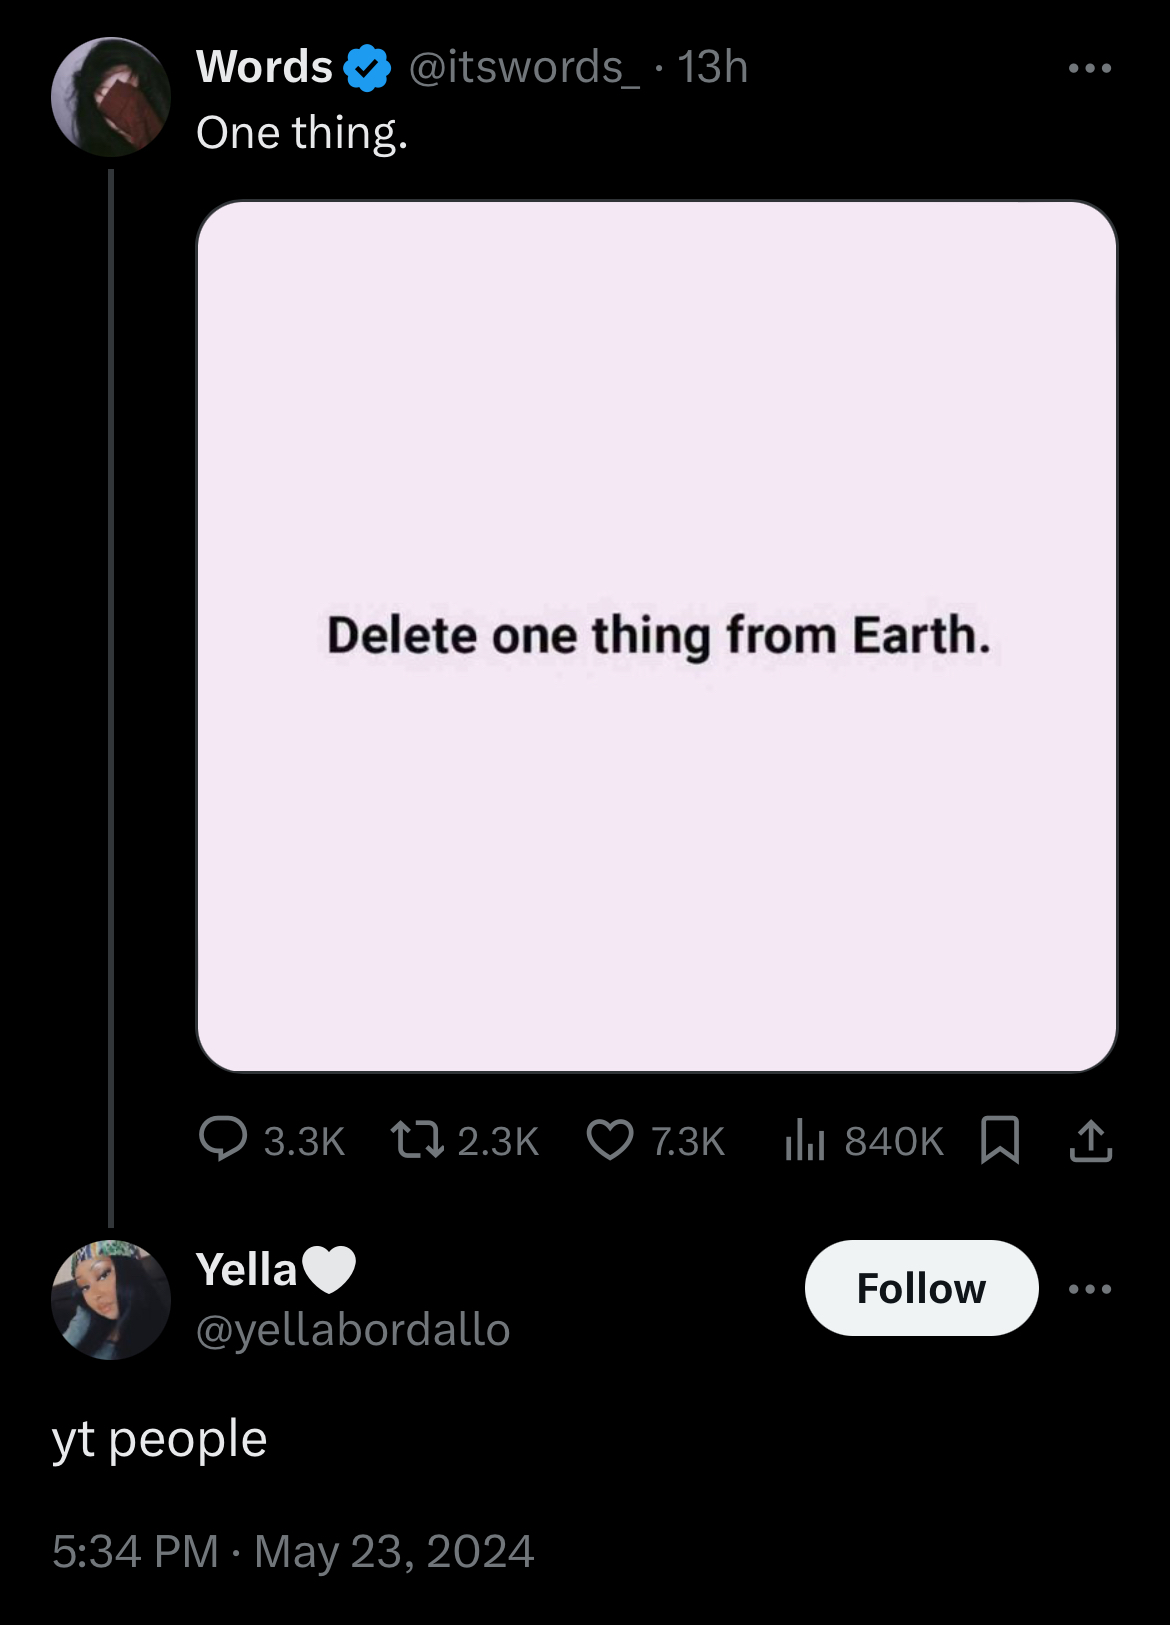 Words @itswords_ · 13h
One thing.
Delete one thing from Earth.
3.3K 2.3K 7.3K 840K
Yella🤍
Follow
@yellabordallo
yt people
5:34 PM · May 23, 2024